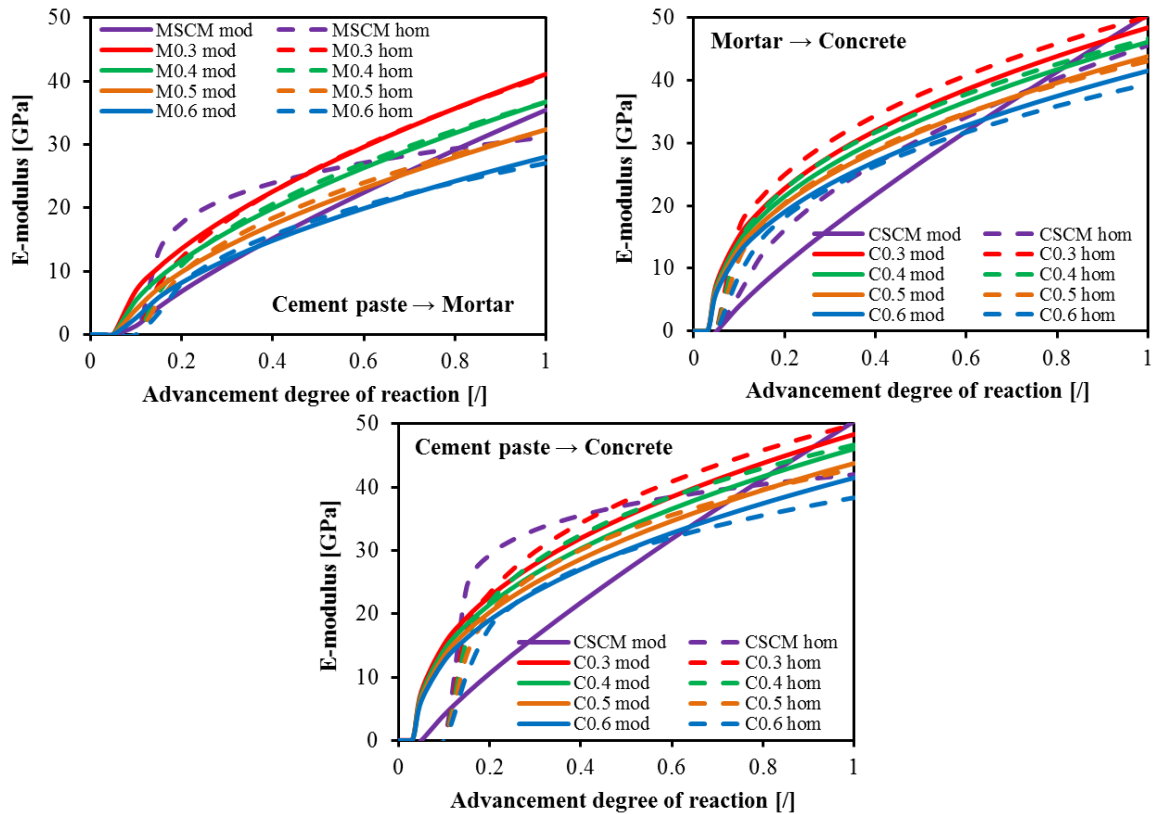 50
40
30
20
10
0
E-modulus [GPa]
MSCM mod MSCM hom
M0.3 mod M0.3 hom
M0.4 mod M0.4 hom
M0.5 mod M0.5 hom
M0.6 mod M0.6 hom
Cement paste → Mortar
0 0.2 0.4 0.6 0.8 1
Advancement degree of reaction [/]
50
40
30
20
10
0
E-modulus [GPa]
Mortar → Concrete
CSCM mod CSCM hom
C0.3 mod C0.3 hom
C0.4 mod C0.4 hom
C0.5 mod C0.5 hom
C0.6 mod C0.6 hom
0 0.2 0.4 0.6 0.8 1
Advancement degree of reaction [/]
50
40
30
20
10
0
E-modulus [GPa]
Cement paste → Concrete
CSCM mod CSCM hom
C0.3 mod C0.3 hom
C0.4 mod C0.4 hom
C0.5 mod C0.5 hom
C0.6 mod C0.6 hom
0 0.2 0.4 0.6 0.8 1
Advancement degree of reaction [/]